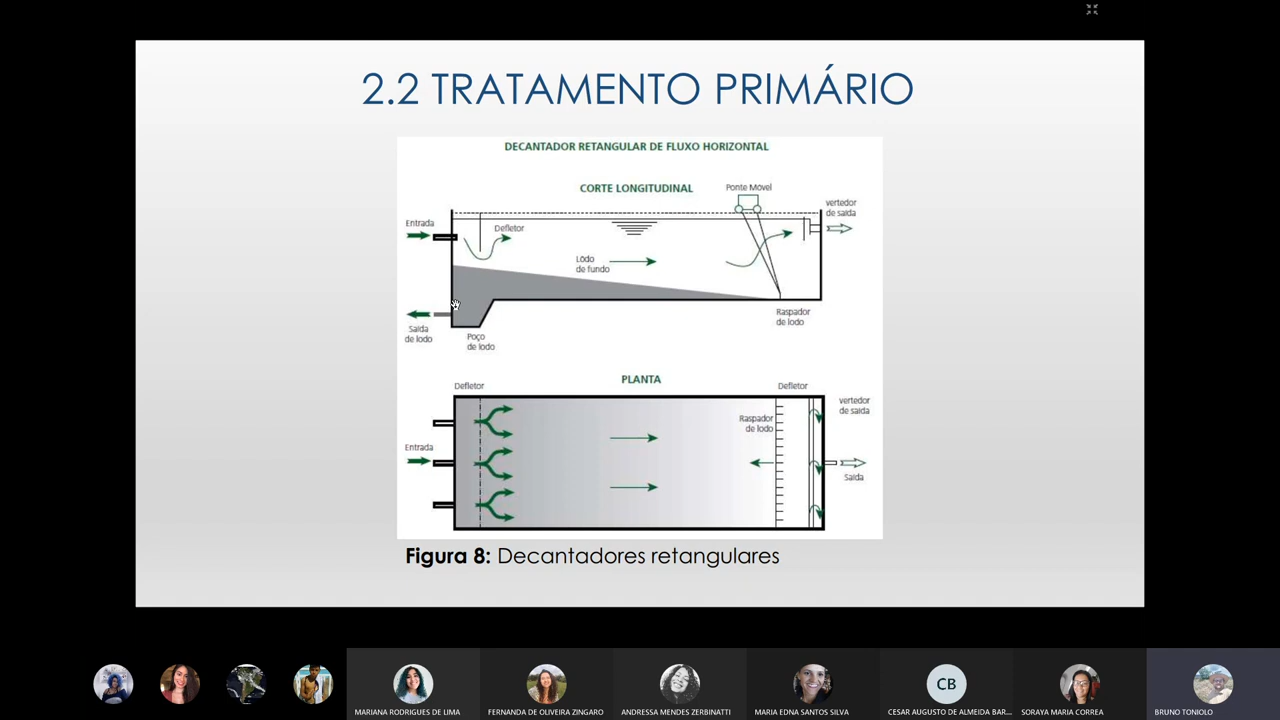 2.2 TRATAMENTO PRIMÁRIO
DECANTADOR RETANGULAR DE FLUXO HORIZONTAL
CORTE LONGITUDINAL
Ponte Móvel
vertedor
de saída
Entrada
Defletor
Lodo
de fundo
Saída
de lodo
Poço
de lodo
Raspador
de lodo
PLANTA
Defletor
Defletor
vertedor
de saída
Raspador
de lodo
Entrada
Saída
Figura 8: Decantadores retangulares
CB
MARIANA RODRIGUES DE LIMA
FERNANDA DE OLIVEIRA ZINGARO
ANDRESSA MENDES ZERBINATTI
MARIA EDNA SANTOS SILVA
CESAR AUGUSTO DE ALMEIDA BAR...
SORAYA MARIA CORREA
BRUNO TONIOLO